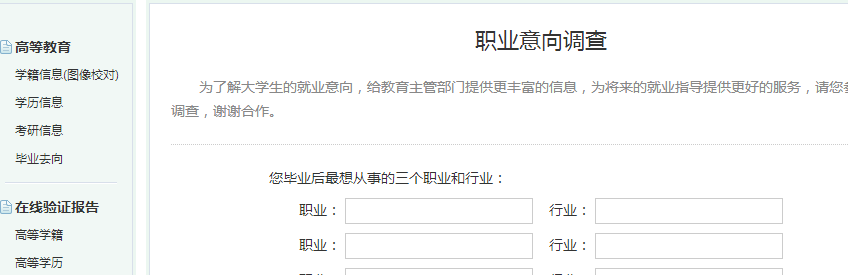 高等教育
学籍信息(图像校对)
学历信息
考研信息
毕业去向
在线验证报告
高等学籍
高等学历
职业意向调查
为了解大学生的就业意向，给教育主管部门提供更丰富的信息，为将来的就业指导提供更好的服务，请您
调查，谢谢合作。
您毕业后最想从事的三个职业和行业：
职业： 行业：
职业： 行业：